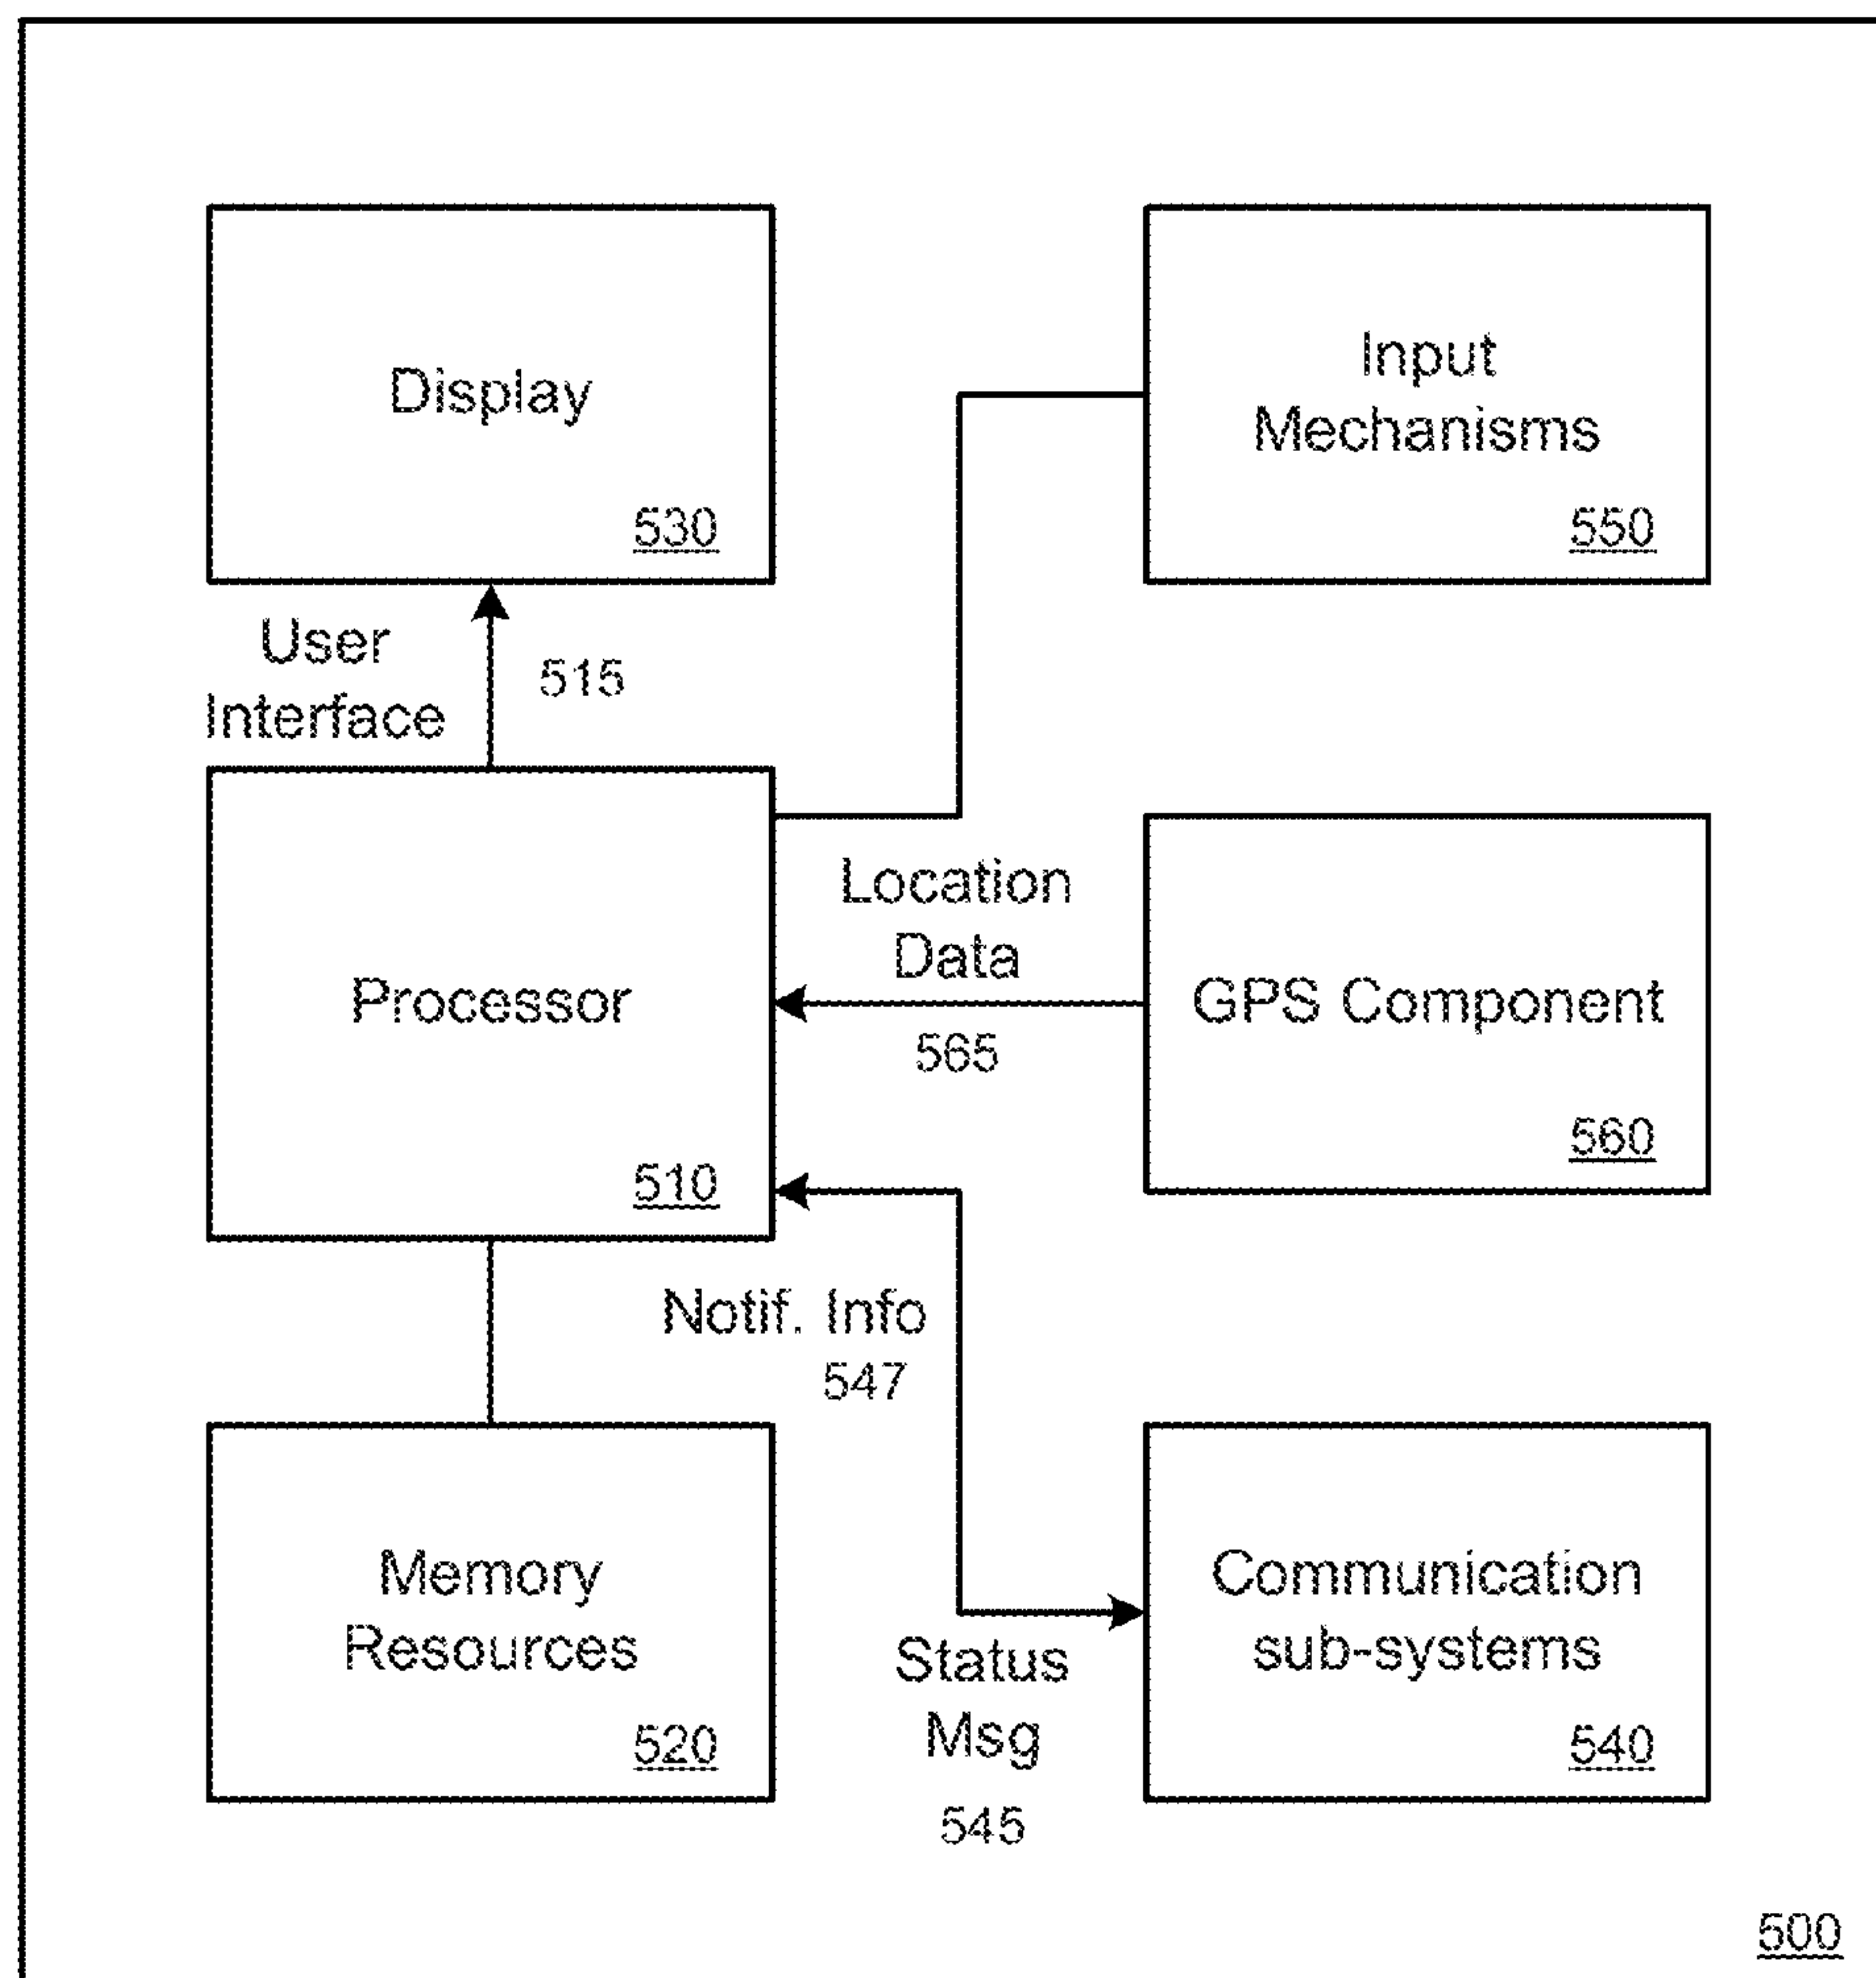 Display
530
Input
Mechanisms
550
User
Interface
515
Processor
510
Location
Data
565
GPS Component
560
Notif. Info
547
Memory
Resources
520
Status
Msg
545
Communication
sub-systems
540
500